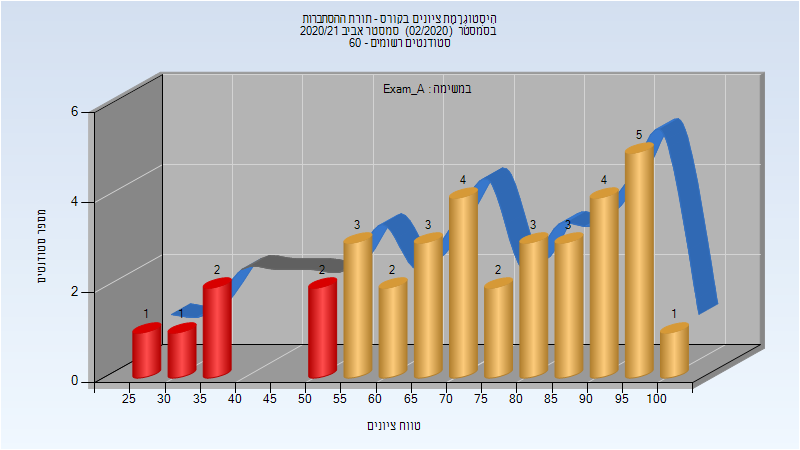 היסטוגרמת ציונים בקורס - תורת ההסתברות
בסמסטר (02/2020) סמסטר אביב 2020/21
סטודנטים רשומים - 60
במשימה : Exam_A
מספר סטודנטים
6
4
2
0
1
1
2
2
3
2
3
4
2
3
3
4
5
1
25 30 35 40 45 50 55 60 65 70 75 80 85 90 95 100
טווח ציונים